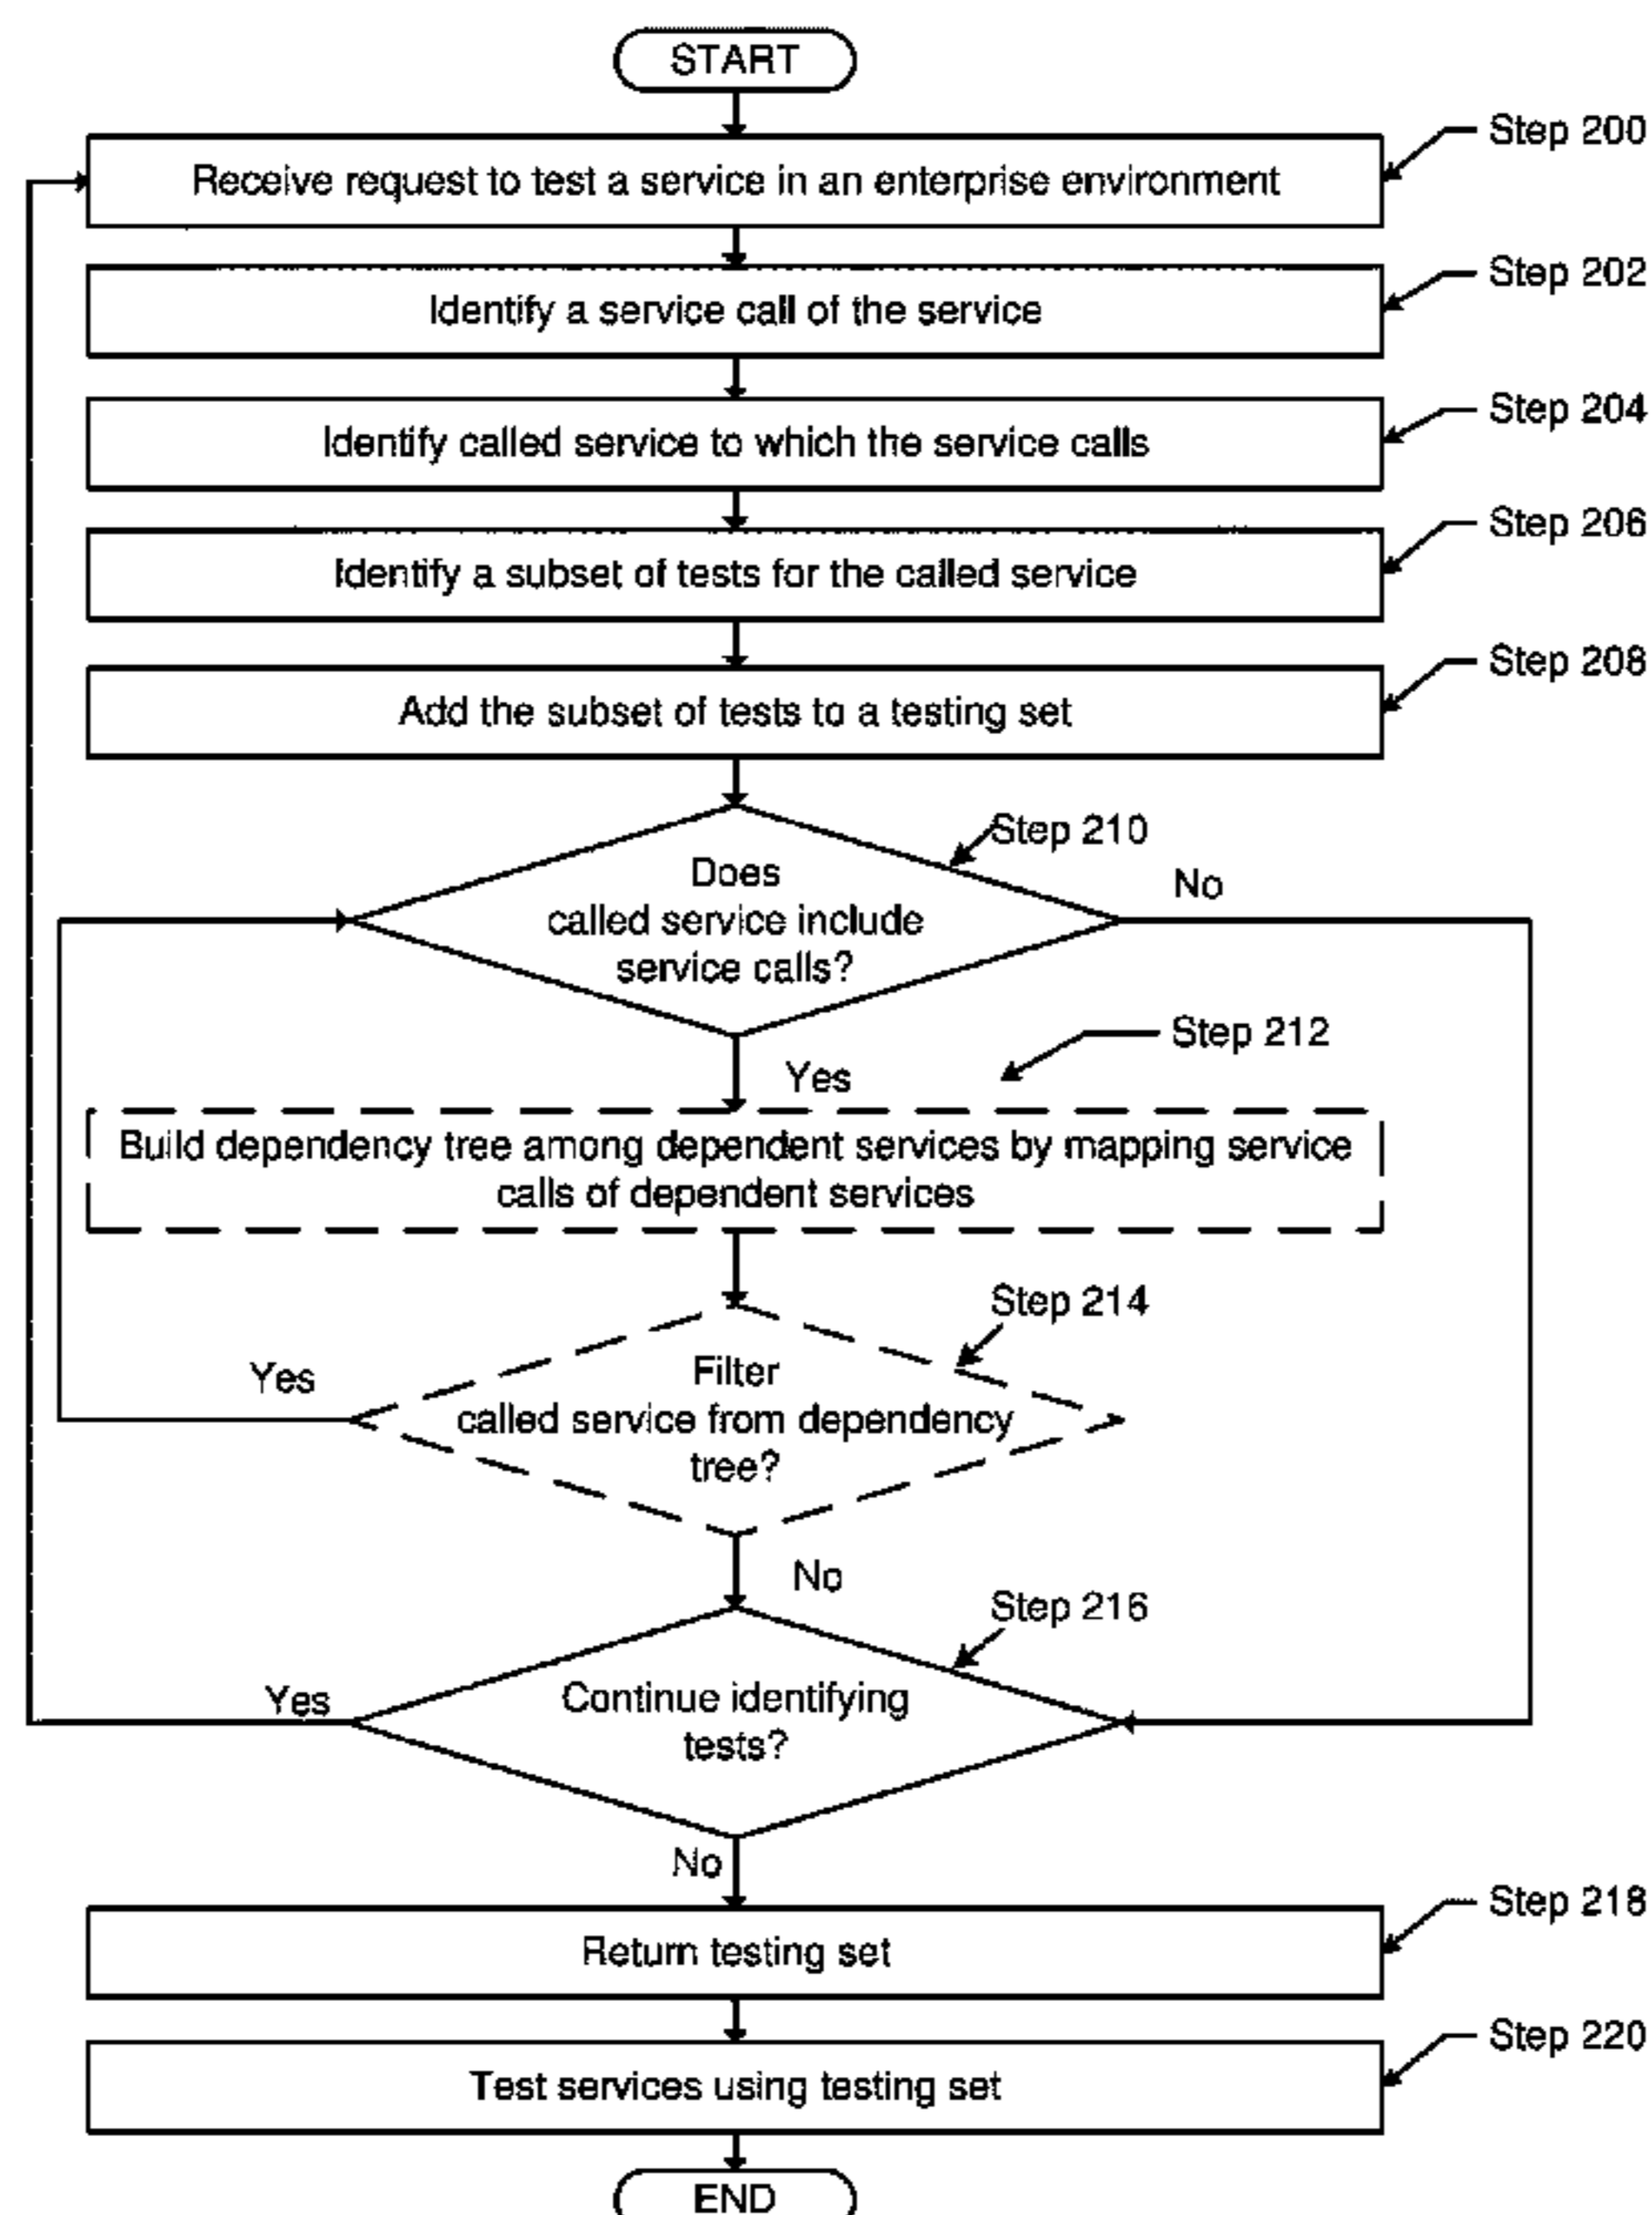 START
Step 200
Receive request to test a service in an enterprise environment
Step 202
Identify a service call of the service
Step 204
Identify called service to which the service calls
Step 206
Identify a subset of tests for the called service
Step 208
Add the subset of tests to a testing set
Step 210
Does
called service include
service calls?
No
Step 212
Yes
Build dependency tree among dependent services by mapping service
calls of dependent services
Step 214
Filter
called service from dependency
tree?
Yes
No
Step 216
Continue identifying
tests?
Yes
No
Step 218
Return testing set
Step 220
Test services using testing set
END